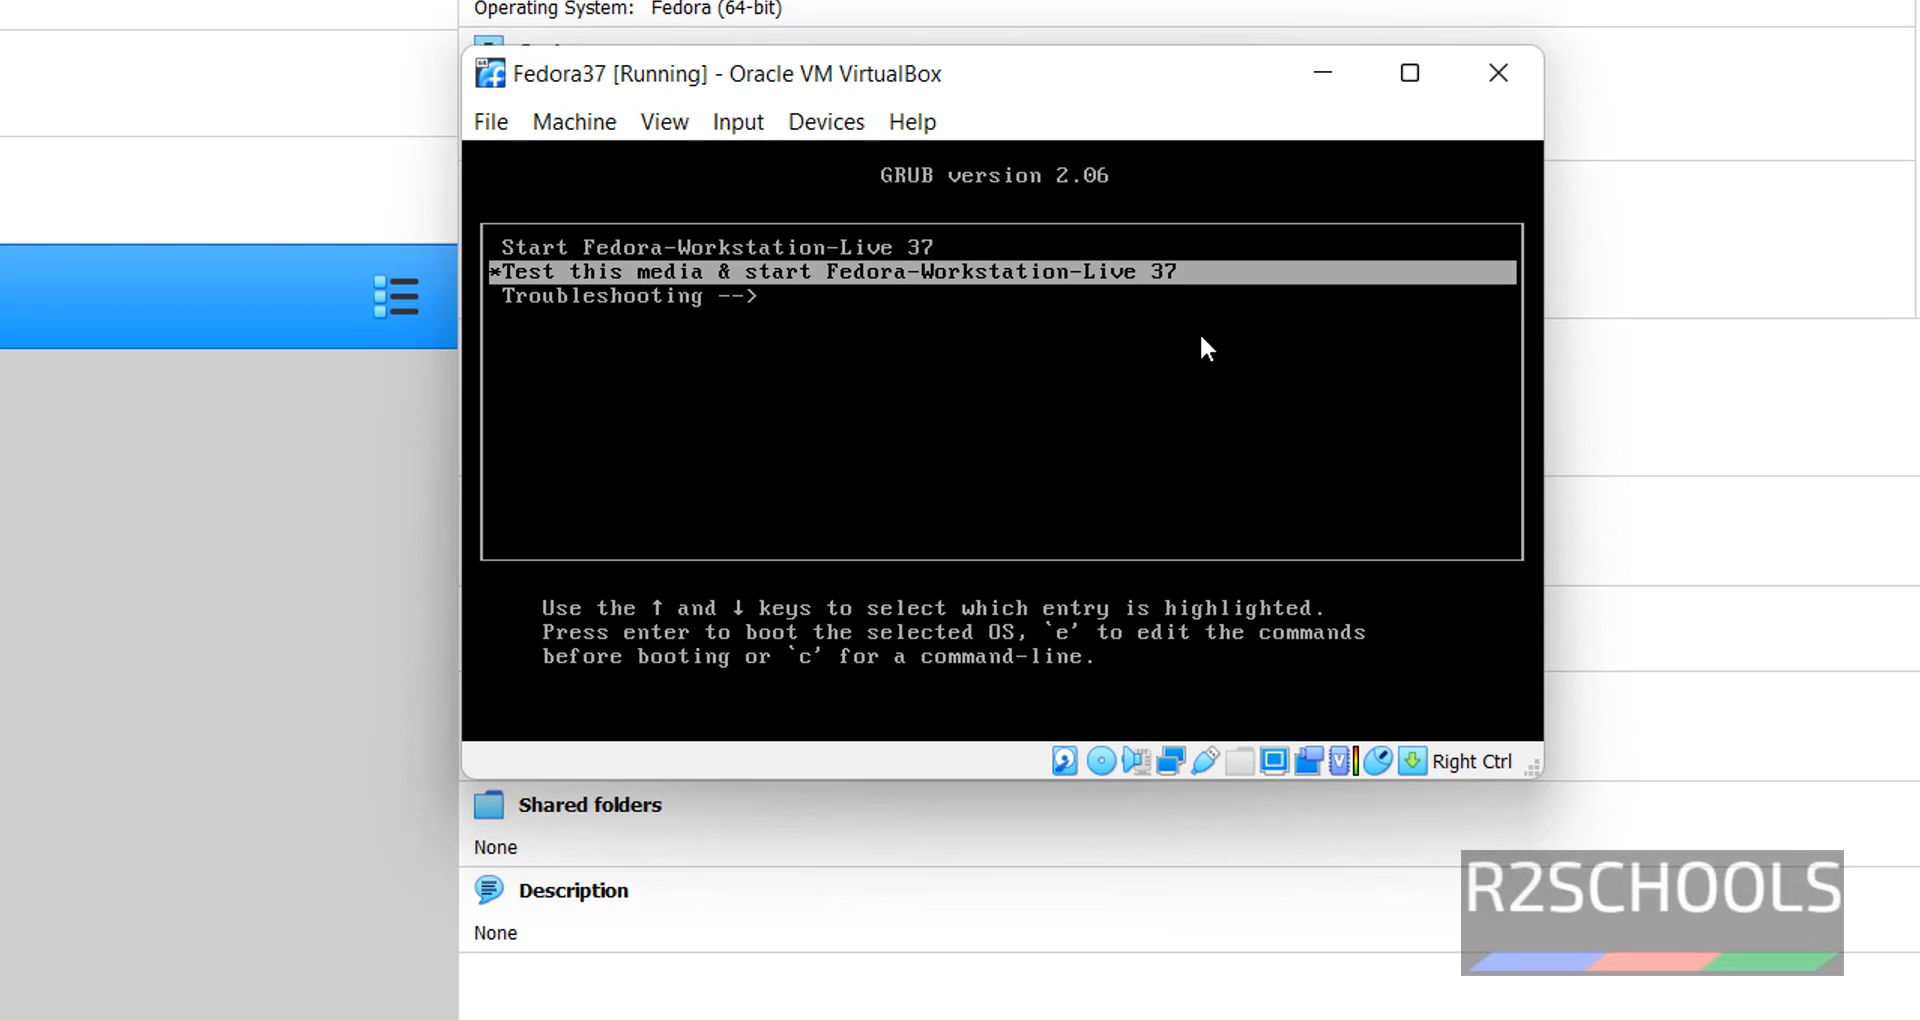 Operating System: Fedora (64-bit)
Fedora37 [Running] - Oracle VM VirtualBox
File Machine View Input Devices Help
GRUB version 2.06
Start Fedora-Workstation-Live 37
*Test this media & start Fedora-Workstation-Live 37
Troubleshooting -->
Use the ↑ and ↓ keys to select which entry is highlighted.
Press enter to boot the selected OS, `e' to edit the commands
before booting or `c' for a command-line.
Right Ctrl
Shared folders
None
Description
None
R2SCHOOLS